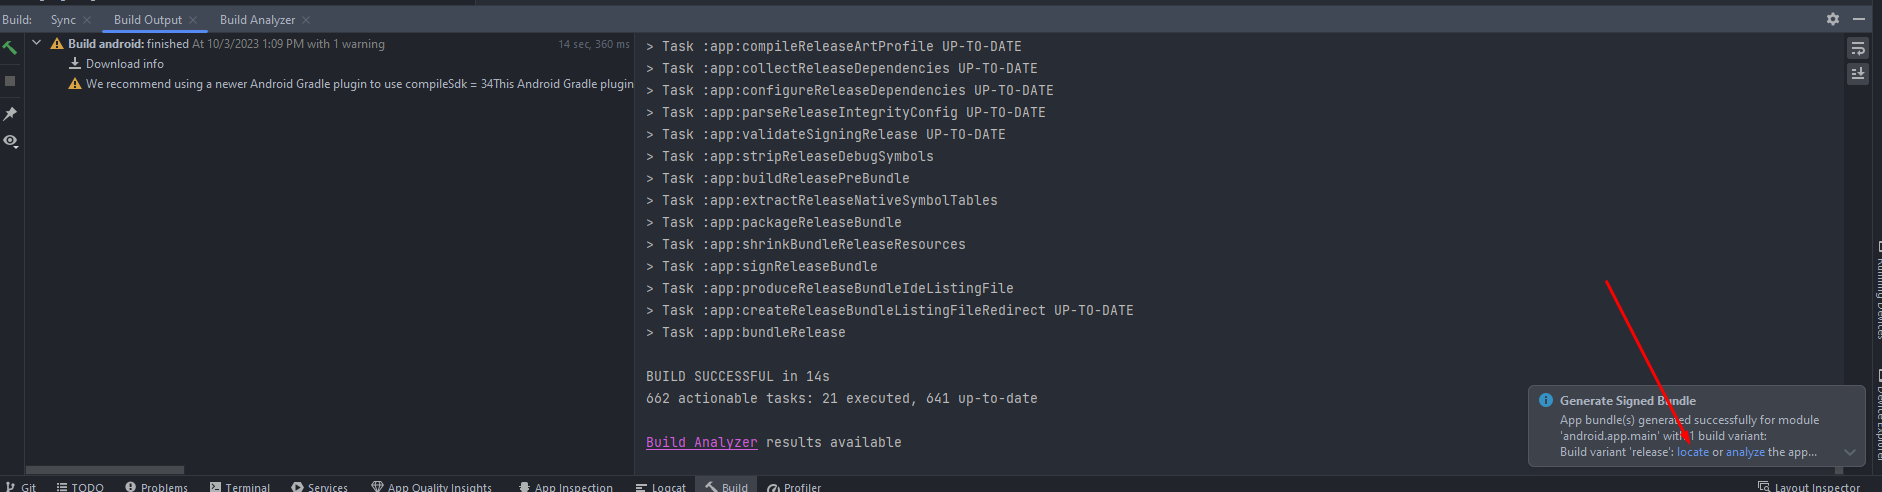 Build:
Sync
Build Output
Build Analyzer
Build android: finished At 10/3/2023 1:09 PM with 1 warning
14 sec, 360 ms
Download info
We recommend using a newer Android Gradle plugin to use compileSdk = 34This Android Gradle plugin
> Task :app:compileReleaseArtProfile UP-TO-DATE
> Task :app:collectReleaseDependencies UP-TO-DATE
> Task :app:configureReleaseDependencies UP-TO-DATE
> Task :app:parseReleaseIntegrityConfig UP-TO-DATE
> Task :app:validateSigningRelease UP-TO-DATE
> Task :app:stripReleaseDebugSymbols
> Task :app:buildReleasePreBundle
> Task :app:extractReleaseNativeSymbolTables
> Task :app:packageReleaseBundle
> Task :app:shrinkBundleReleaseResources
> Task :app:signReleaseBundle
> Task :app:produceReleaseBundleIdeListingFile
> Task :app:createReleaseBundleListingFileRedirect UP-TO-DATE
> Task :app:bundleRelease
BUILD SUCCESSFUL in 14s
662 actionable tasks: 21 executed, 641 up-to-date
Build Analyzer results available
Generate Signed Bundle
App bundle(s) generated successfully for module
'android.app.main' with 1 build variant:
Build variant 'release': locate or analyze the app...
Running Devices
Device Explorer
Git
TODO
Problems
Terminal
Services
App Quality Insights
App Inspection
Logcat
Build
Profiler
Layout Inspector